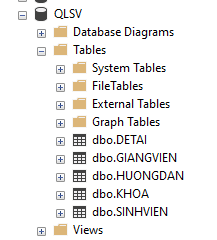 QLSV
Database Diagrams
Tables
System Tables
FileTables
External Tables
Graph Tables
dbo.DETAI
dbo.GIANGVIEN
dbo.HUONGDAN
dbo.KHOA
dbo.SINHVIEN
Views